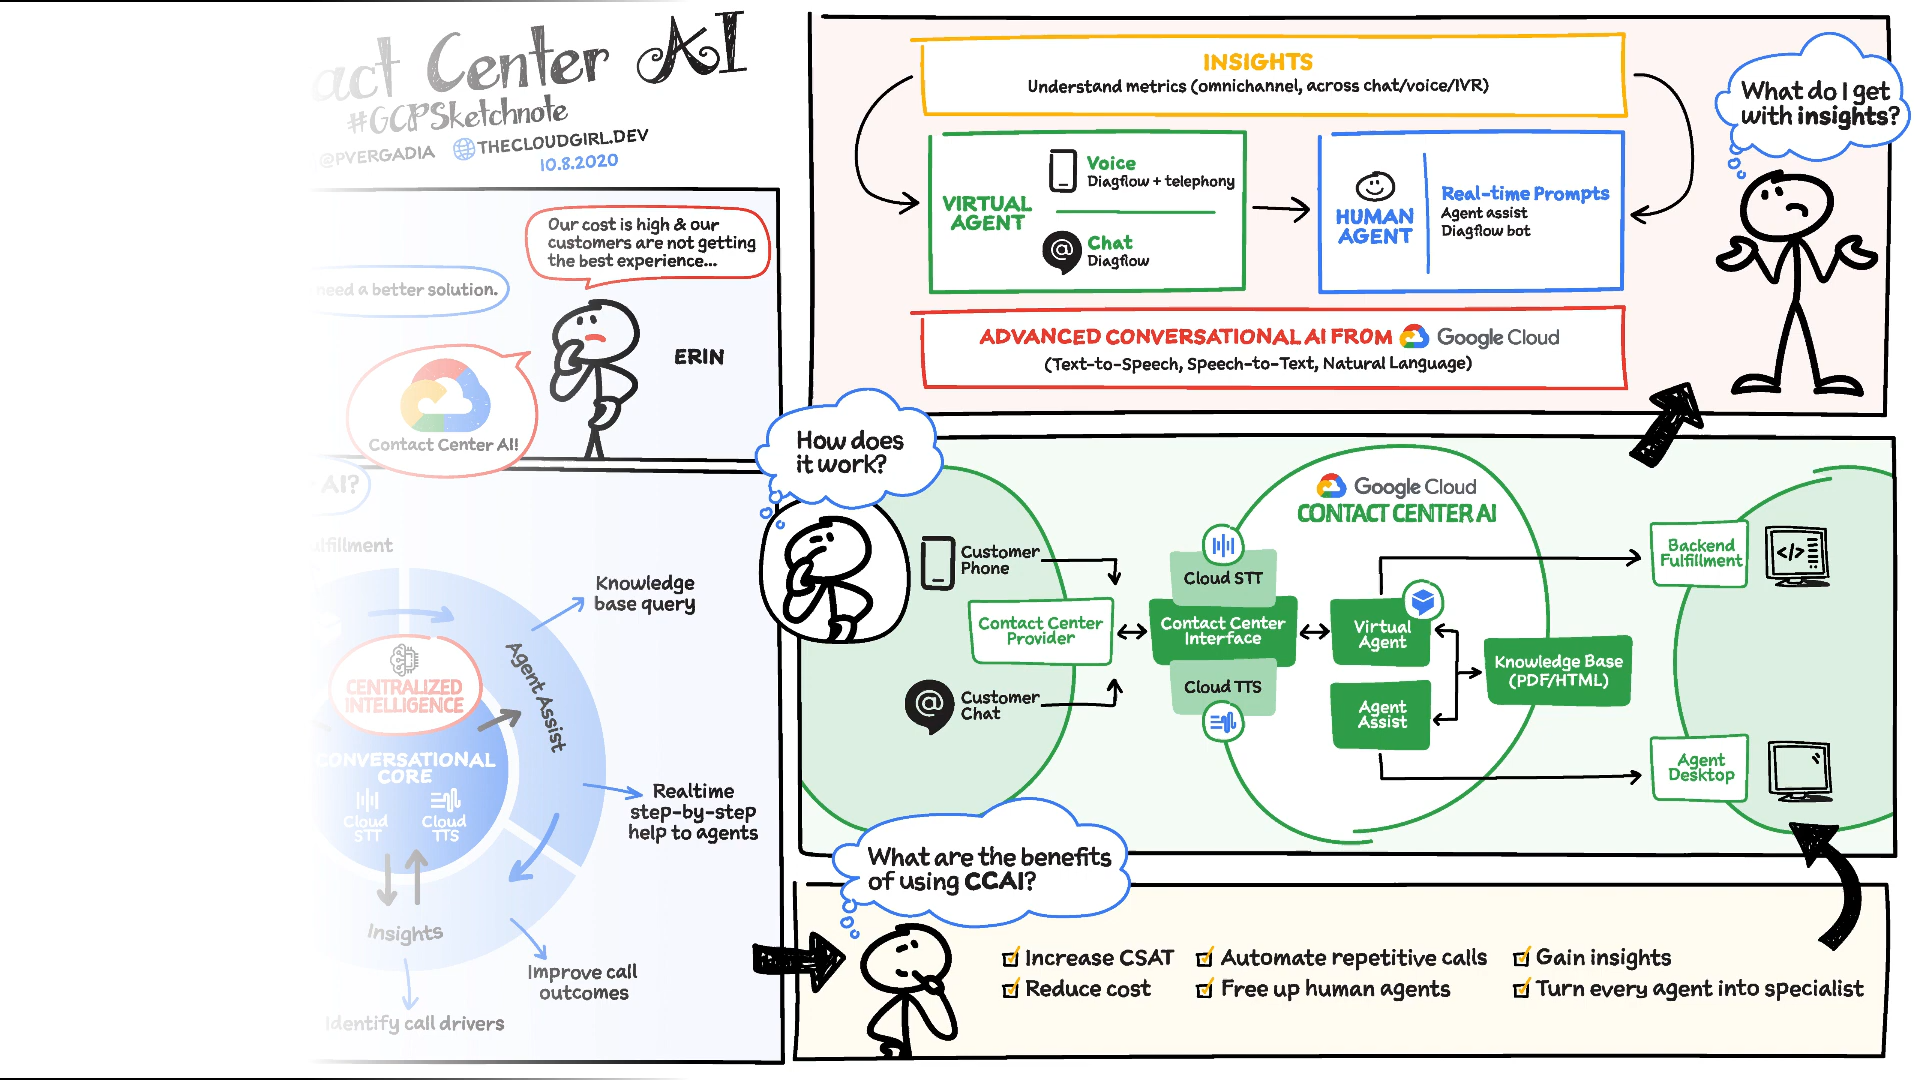 act Center AI
#GCPSketchnote
@PVERGADIA THECLOUDGIRL.DEV
10.8.2020
Our cost is high & our
customers are not getting
the best experience...
need a better solution.
ERIN
Contact Center AI!
AI?
Knowledge
base query
Agent Assist
CENTRALIZED
INTELLIGENCE
CONVERSATIONAL
CORE
Cloud
STT
Cloud
TTS
Realtime
step-by-step
help to agents
Insights
Improve call
outcomes
Identify call drivers
INSIGHTS
Understand metrics (omnichannel, across chat/voice/IVR)
What do I get
with insights?
VIRTUAL
AGENT
Voice
Diagflow + telephony
Chat
Diagflow
HUMAN
AGENT
Real-time Prompts
Agent assist
Diagflow bot
ADVANCED CONVERSATIONAL AI FROM Google Cloud
(Text-to-Speech, Speech-to-Text, Natural Language)
How does
it work?
Google Cloud
CONTACT CENTER AI
Customer
Phone
Contact Center
Provider
Customer
Chat
Cloud STT
Contact Center
Interface
Cloud TTS
Virtual
Agent
Agent
Assist
Knowledge Base
(PDF/HTML)
Backend
Fulfillment
</>
Agent
Desktop
What are the benefits
of using CCAI?
Increase CSAT
Reduce cost
Automate repetitive calls
Free up human agents
Gain insights
Turn every agent into specialist